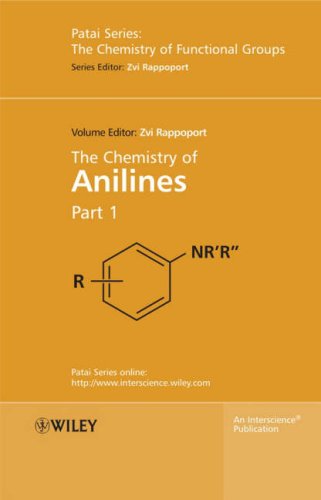 Patai Series:
The Chemistry of Functional Groups
Series Editor: Zvi Rappoport
Volume Editor: Zvi Rappoport
The Chemistry of
Anilines
Part 1
NR'R"
R
Patai Series online:
http://www.interscience.wiley.com
WILEY
An Interscience®
Publication